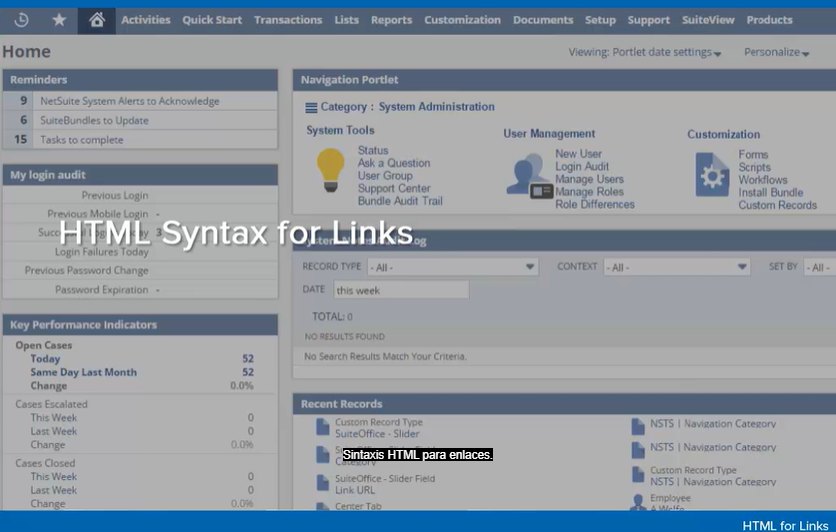 Activities Quick Start Transactions Lists Reports Customization Documents Setup Support SuiteView Products
Home
Viewing: Portlet date settings Personalize
Reminders
9 NetSuite System Alerts to Acknowledge
6 SuiteBundles to Update
15 Tasks to complete
My login audit
Previous Login
Previous Mobile Login -
Today 3
Login Failures Today
Previous Password Change
Password Expiration -
Key Performance Indicators
Open Cases
Today 52
Same Day Last Month 52
Change 0.0%
Cases Escalated
This Week 0
Last Week 0
Change 0.0%
Cases Closed
This Week 0
Last Week 0
Change 0.0%
Navigation Portlet
Category : System Administration
System Tools
Status
Ask a Question
User Group
Support Center
Bundle Audit Trail
User Management
New User
Login Audit
Manage Users
Manage Roles
Role Differences
Customization
Forms
Scripts
Workflows
Install Bundle
Custom Records
HTML Syntax for Links
RECORD TYPE - All - CONTEXT - All - SET BY - All -
DATE this week
TOTAL: 0
NO RESULTS FOUND
No Search Results Match Your Criteria.
Recent Records
Custom Record Type
SuiteOffice - Slider
Category
SuiteOffice - Slider Field
Link URL
Center Tab
NSTS | Navigation Category
NSTS | Navigation Category
Custom Record Type
NSTS | Navigation Category
Employee
A Wolfe
Sintaxis HTML para enlaces.
HTML for Links